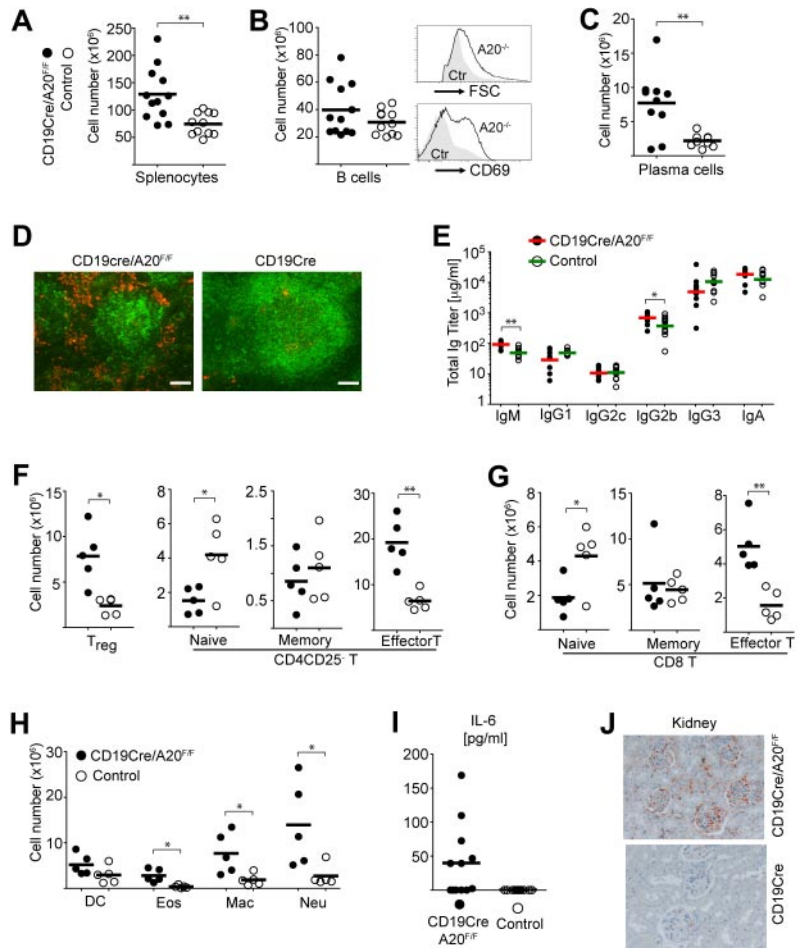 A
CD19Cre/A20F/F
Control
Cell number (x10⁶)
**
250
200
150
100
50
Splenocytes
B
Cell number (x10⁶)
100
80
60
40
20
B cells
A20-/-
Ctr
FSC
A20-/-
Ctr
CD69
C
Cell number (x10⁶)
**
20
15
10
5
0
Plasma cells
D
CD19cre/A20F/F
CD19Cre
E
CD19Cre/A20F/F
Control
Total Ig Titer [µg/ml]
10⁵
10⁴
10³
10²
10
1
**
*
IgM IgG1 IgG2c IgG2b IgG3 IgA
F
Cell number (x10⁶)
*
15
10
5
Treg
*
8
6
4
2
0
Naive
2.5
2
1.5
1
0.5
Memory
**
30
20
10
EffectorT
CD4CD25- T
G
Cell number (x10⁶)
*
8
6
4
2
0
Naive
15
10
5
Memory
**
8
6
4
2
Effector T
CD8 T
H
CD19Cre/A20F/F
Control
Cell number (x10⁶)
30
20
10
5
*
*
*
DC Eos Mac Neu
I
IL-6
[pg/ml]
200
150
100
50
0
CD19Cre
A20F/F
Control
J
Kidney
CD19Cre/A20F/F
CD19Cre